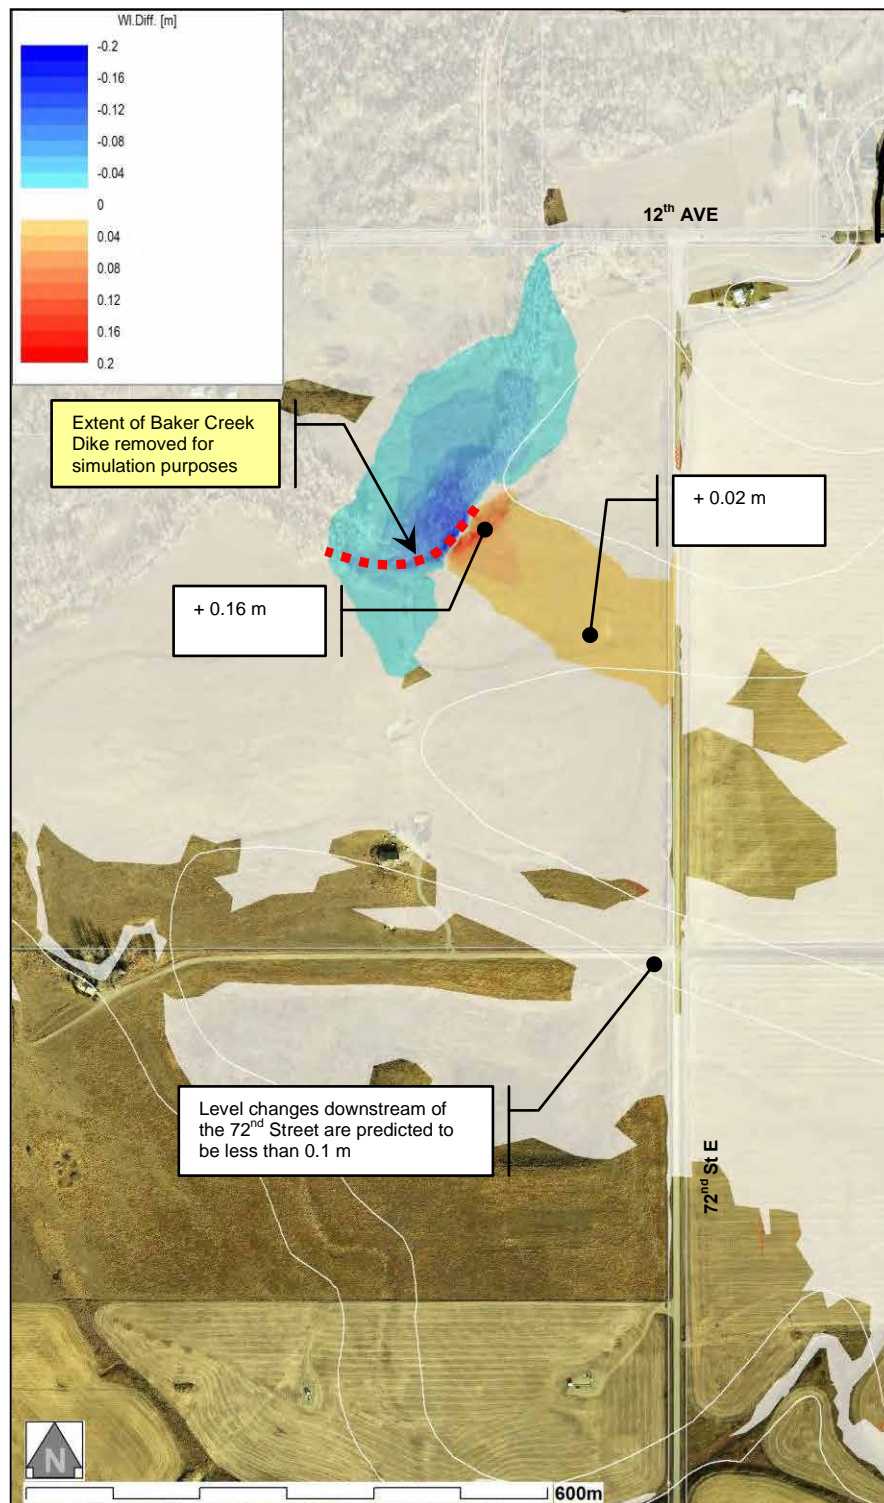 Wl.Diff. [m]
-0.2
-0.16
-0.12
-0.08
-0.04
0
0.04
0.08
0.12
0.16
0.2
12th AVE
Extent of Baker Creek
Dike removed for
simulation purposes
+ 0.02 m
+ 0.16 m
Level changes downstream of
the 72nd Street are predicted to
be less than 0.1 m
72nd St E
N
600m